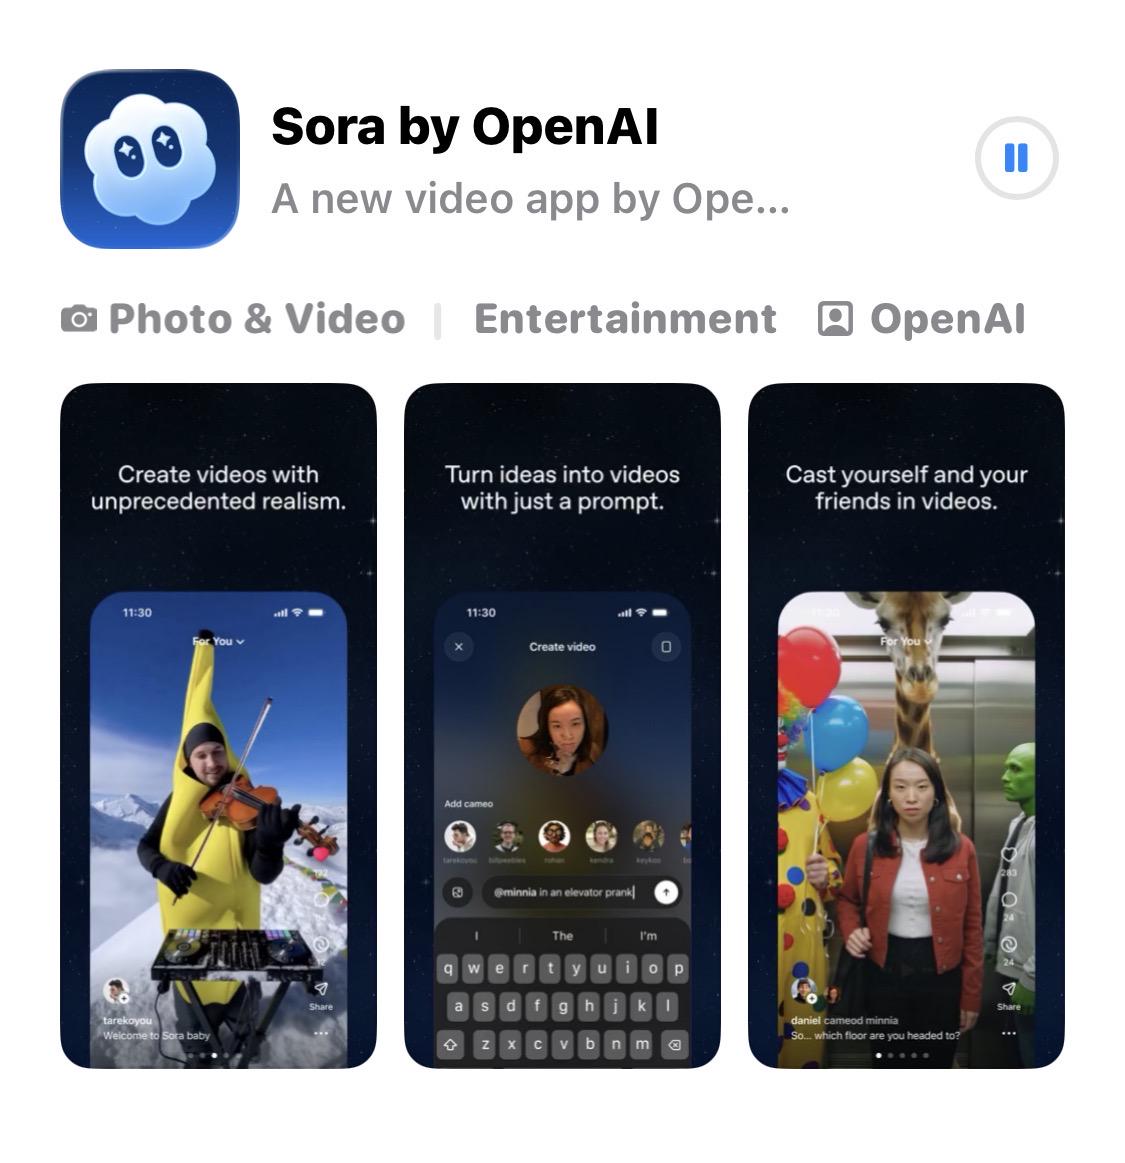 Sora by OpenAI
A new video app by Ope...
Photo & Video
Entertainment
OpenAI
Create videos with
unprecedented realism.
11:30
For You
Share
tarekoyou
Welcome to Sora baby
Turn ideas into videos
with just a prompt.
11:30
Create video
Add cameo
tarekoyou billpeebles rohan kendra keykoo
@minnia in an elevator prank
I The I'm
q w e r t y u i o p
a s d f g h j k l
z x c v b n m
Cast yourself and your
friends in videos.
11:30
For You
283
24
24
Share
daniel cameod minnia
So... which floor are you headed to?